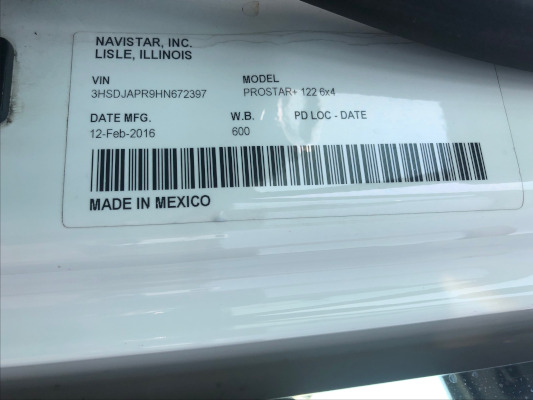 NAVISTAR, INC.
LISLE, ILLINOIS
VIN MODEL
3HSDJAPR9HN672397 PROSTAR+ 122 6x4
DATE MFG. W.B. PD LOC - DATE
12-Feb-2016 600
MADE IN MEXICO